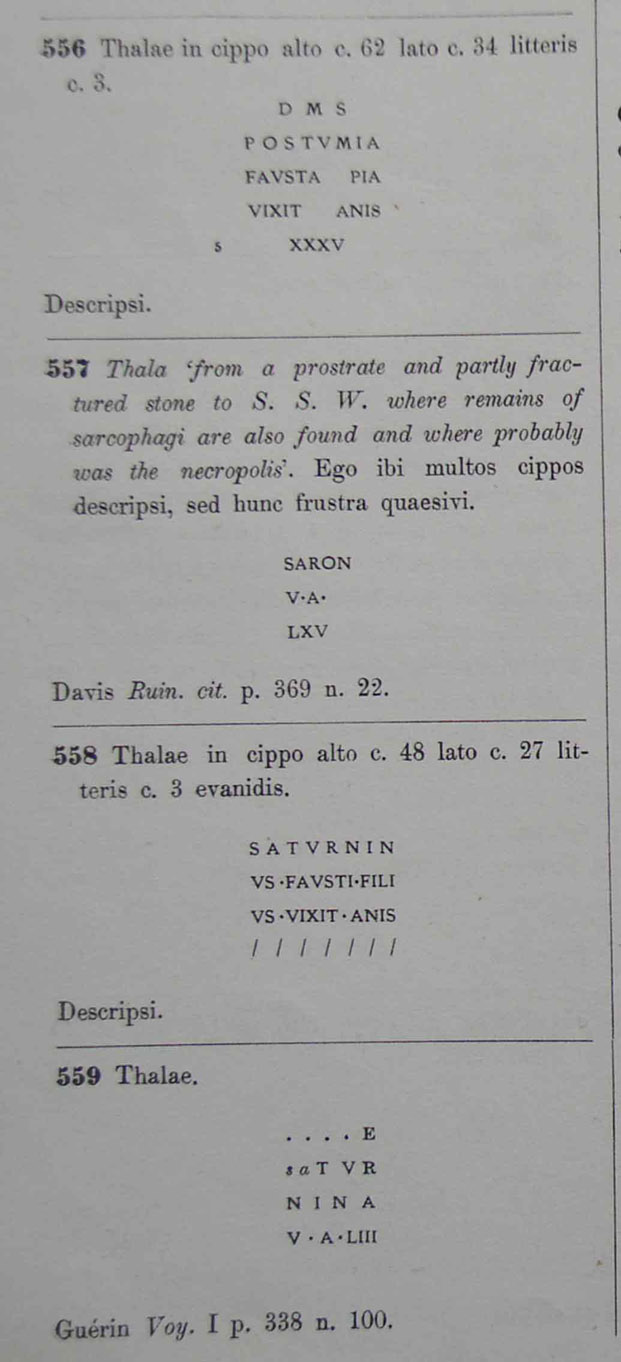 556 Thalae in cippo alto c. 62 lato c. 34 litteris
c. 3.
D M S
POSTVMIA
FAVSTA PIA
VIXIT ANIS
s XXXV
Descripsi.
557 Thala ‘from a prostrate and partly frac-
tured stone to S. S. W. where remains of
sarcophagi are also found and where probably
was the necropolis’. Ego ibi multos cippos
descripsi, sed hunc frustra quaesivi.
SARON
V·A·
LXV
Davis Ruin. cit. p. 369 n. 22.
558 Thalae in cippo alto c. 48 lato c. 27 lit-
teris c. 3 evanidis.
SATVRNIN
VS·FAVSTI·FILI
VS·VIXIT·ANIS
/ / / / / / /
Descripsi.
559 Thalae.
. . . . E
saTVR
NINA
V·A·LIII
Guérin Voy. I p. 338 n. 100.